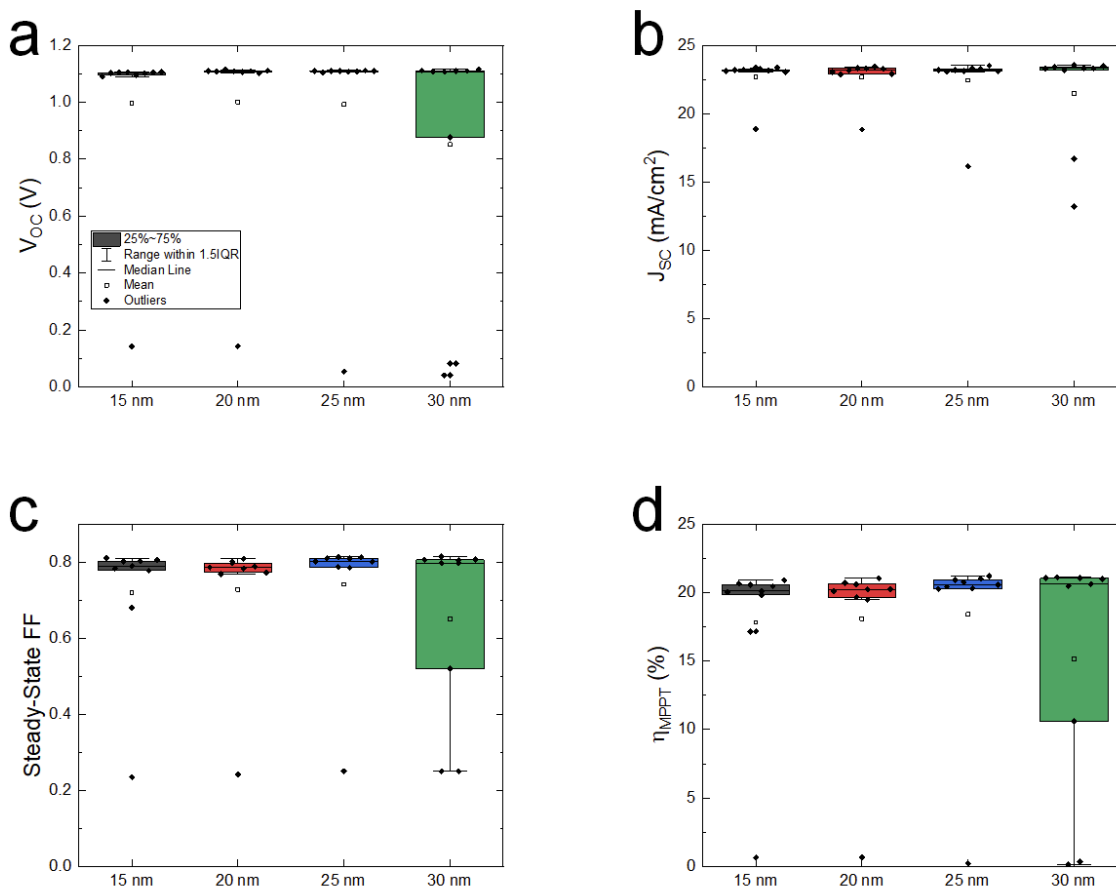 a
1.2
1.0
0.8
0.6
0.4
0.2
0.0
V_OC (V)
25%~75%
Range within 1.5IQR
Median Line
Mean
Outliers
15 nm 20 nm 25 nm 30 nm
b
25
20
15
10
5
0
J_SC (mA/cm²)
15 nm 20 nm 25 nm 30 nm
c
0.8
0.6
0.4
0.2
0.0
Steady-State FF
15 nm 20 nm 25 nm 30 nm
d
25
20
15
10
5
0
η_MPPT (%)
15 nm 20 nm 25 nm 30 nm